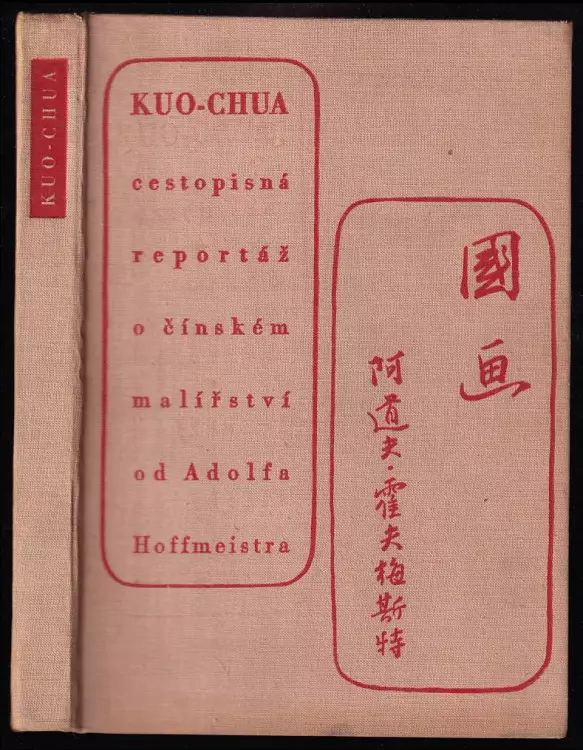 KUO-CHUA
KUO-CHUA
cestopisná
reportáž
o čínském
malířství
od Adolfa
Hoffmeistra
國画
阿道夫·霍夫梅斯特